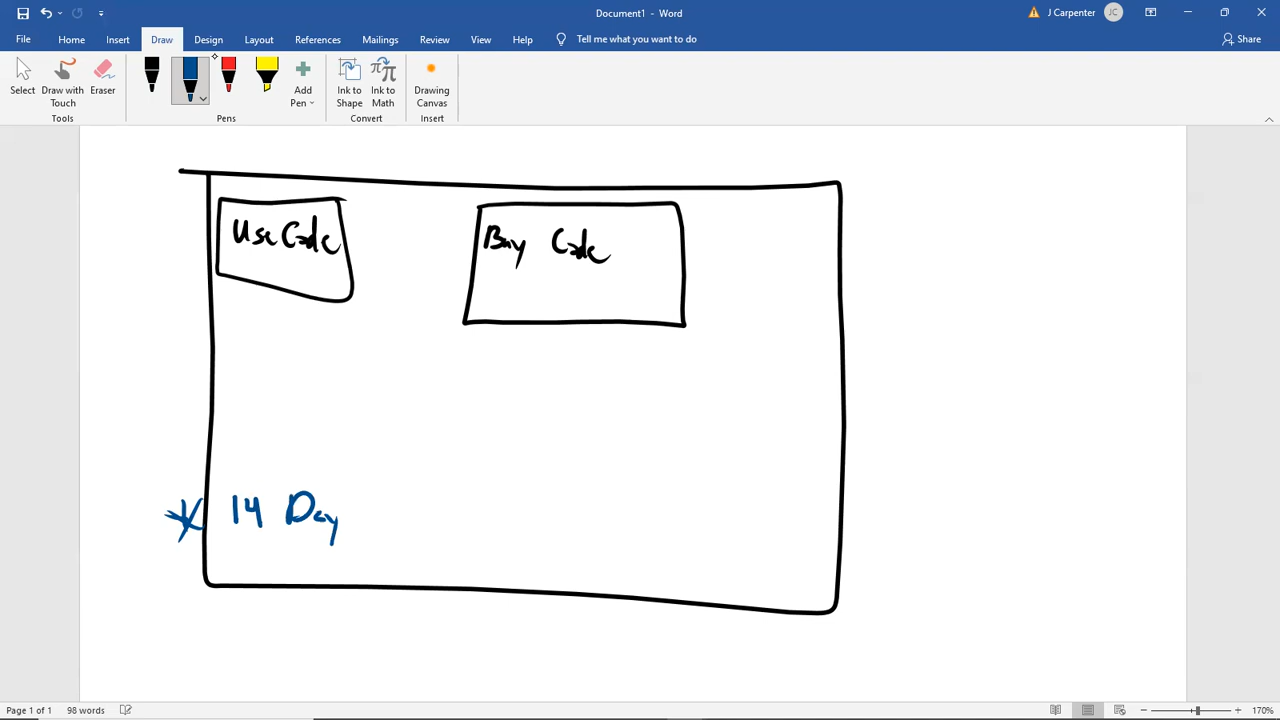 Document1 - Word
J Carpenter
JC
File Home Insert Draw Design Layout References Mailings Review View Help Tell me what you want to do Share
Select
Draw with Touch
Eraser
Add Pen
Ink to Shape
Ink to Math
Drawing Canvas
Tools
Pens
Convert
Insert
Use Code
Buy Code
* 14 Day
Page 1 of 1 98 words
170%